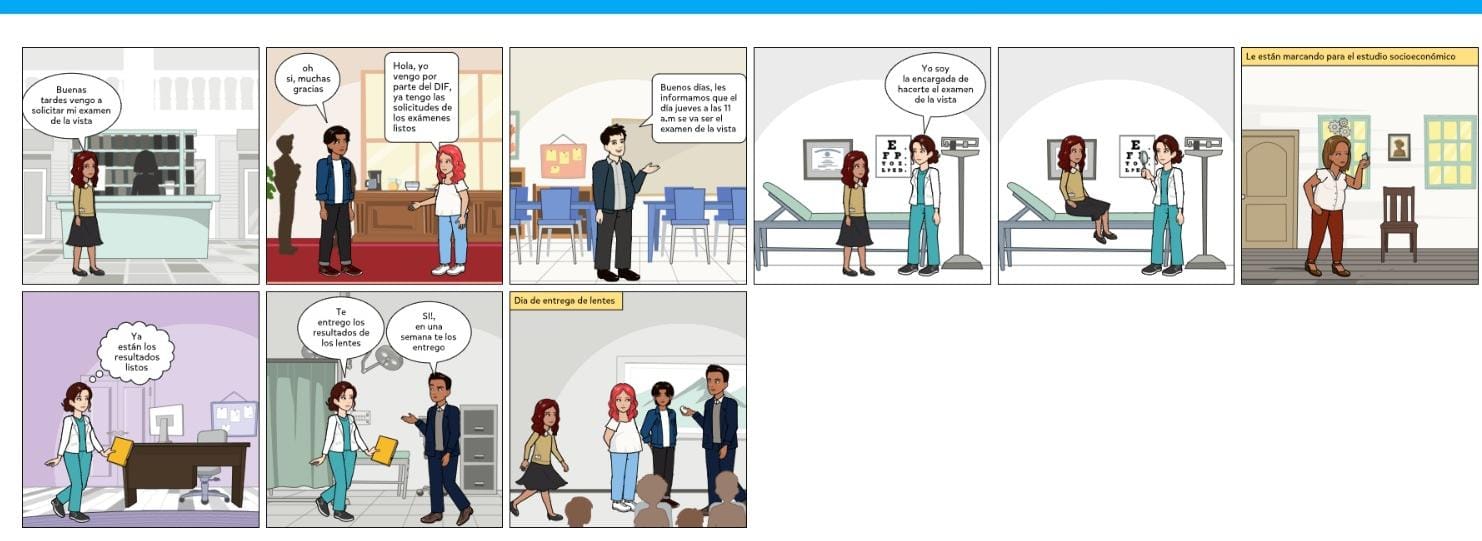 Buenas
tardes vengo a
solicitar mi examen
de la vista
oh
si, muchas
gracias
Hola, yo
vengo por
parte del DIF,
ya tengo las
solicitudes de
los exámenes
listos
Buenos días, les
informamos que el
día jueves a las 11
a.m se va ser el
examen de la vista
Yo soy
la encargada de
hacerte el examen
de la vista
E
F P
T O Z
L P E D
E
F
T O Z
L P E D
Le están marcando para el estudio socioeconómico
Ya
están los
resultados
listos
Te
entrego los
resultados de
los lentes
SI!,
en una
semana te los
entrego
Dia de entrega de lentes